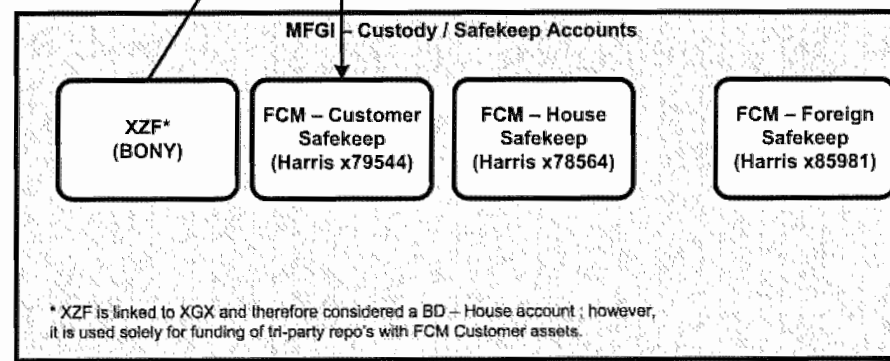 MFGI – Custody / Safekeep Accounts
XZF*
(BONY)
FCM – Customer
Safekeep
(Harris x79544)
FCM – House
Safekeep
(Harris x78564)
FCM – Foreign
Safekeep
(Harris x85981)
* XZF is linked to XGX and therefore considered a BD – House account ; however,
it is used solely for funding of tri-party repo's with FCM Customer assets.